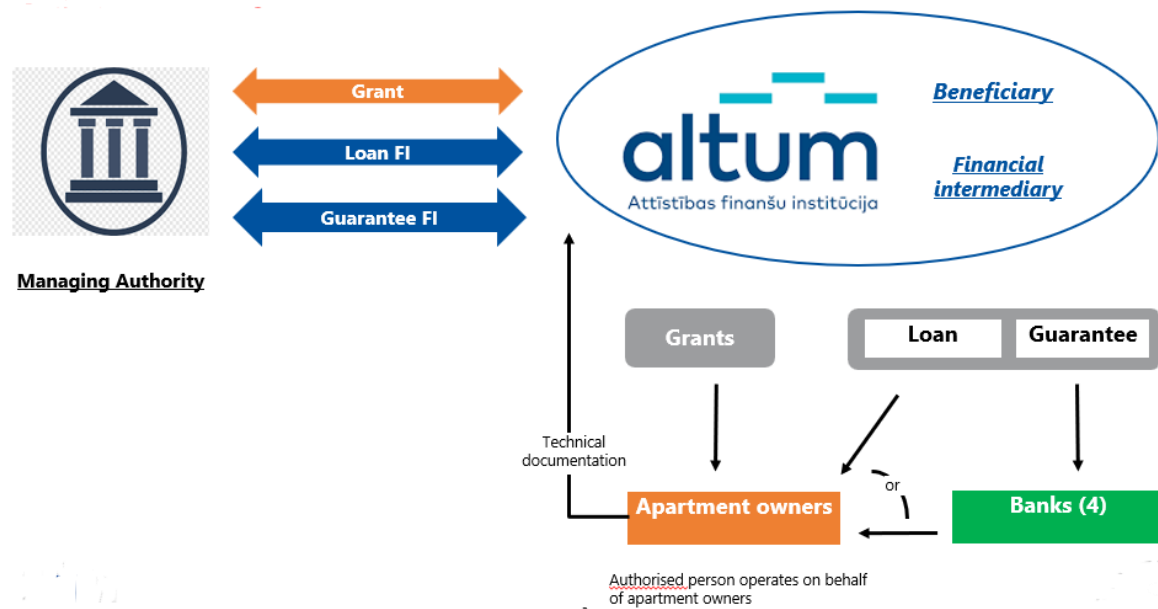 Grant
Loan FI
Guarantee FI
Managing Authority
altum
Attīstības finanšu institūcija
Beneficiary
Financial
intermediary
Grants
Loan
Guarantee
Technical
documentation
Apartment owners
or
Banks (4)
Authorised person operates on behalf
of apartment owners